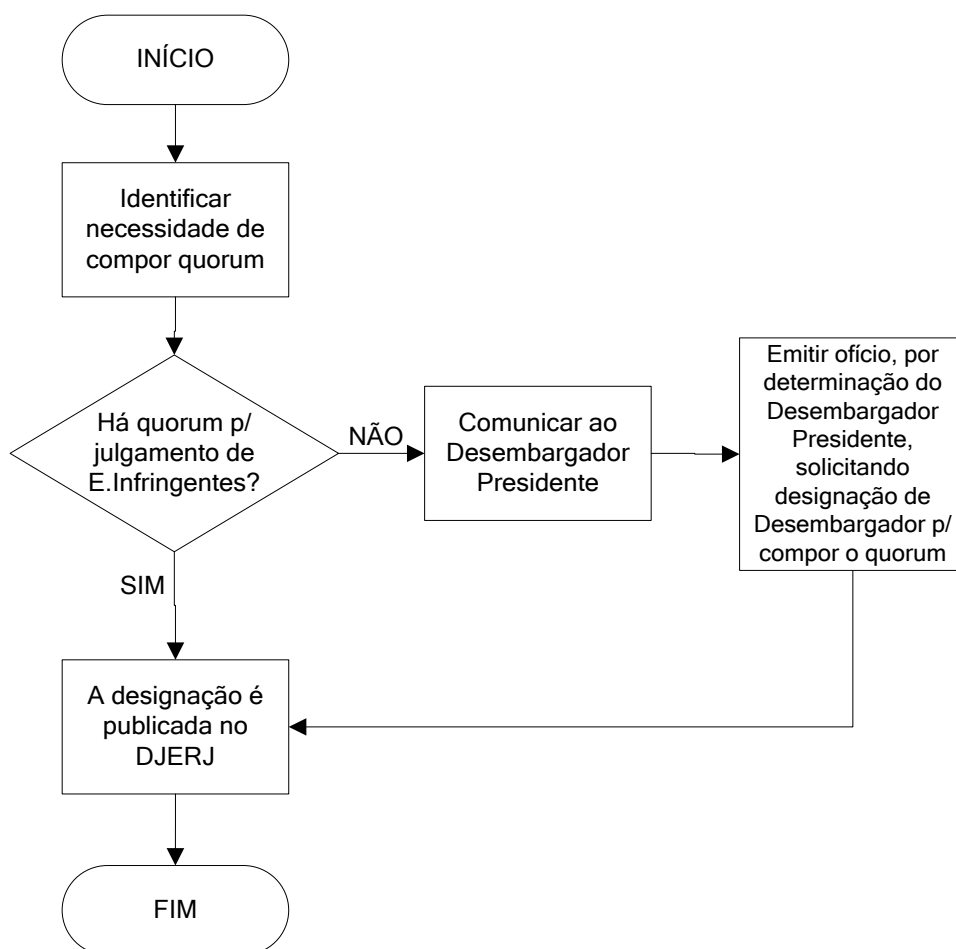 INÍCIO
Identificar
necessidade de
compor quorum
Há quorum p/
julgamento de
E.Infringentes?
NÃO
Comunicar ao
Desembargador
Presidente
Emitir ofício, por
determinação do
Desembargador
Presidente,
solicitando
designação de
Desembargador p/
compor o quorum
SIM
A designação é
publicada no
DJERJ
FIM